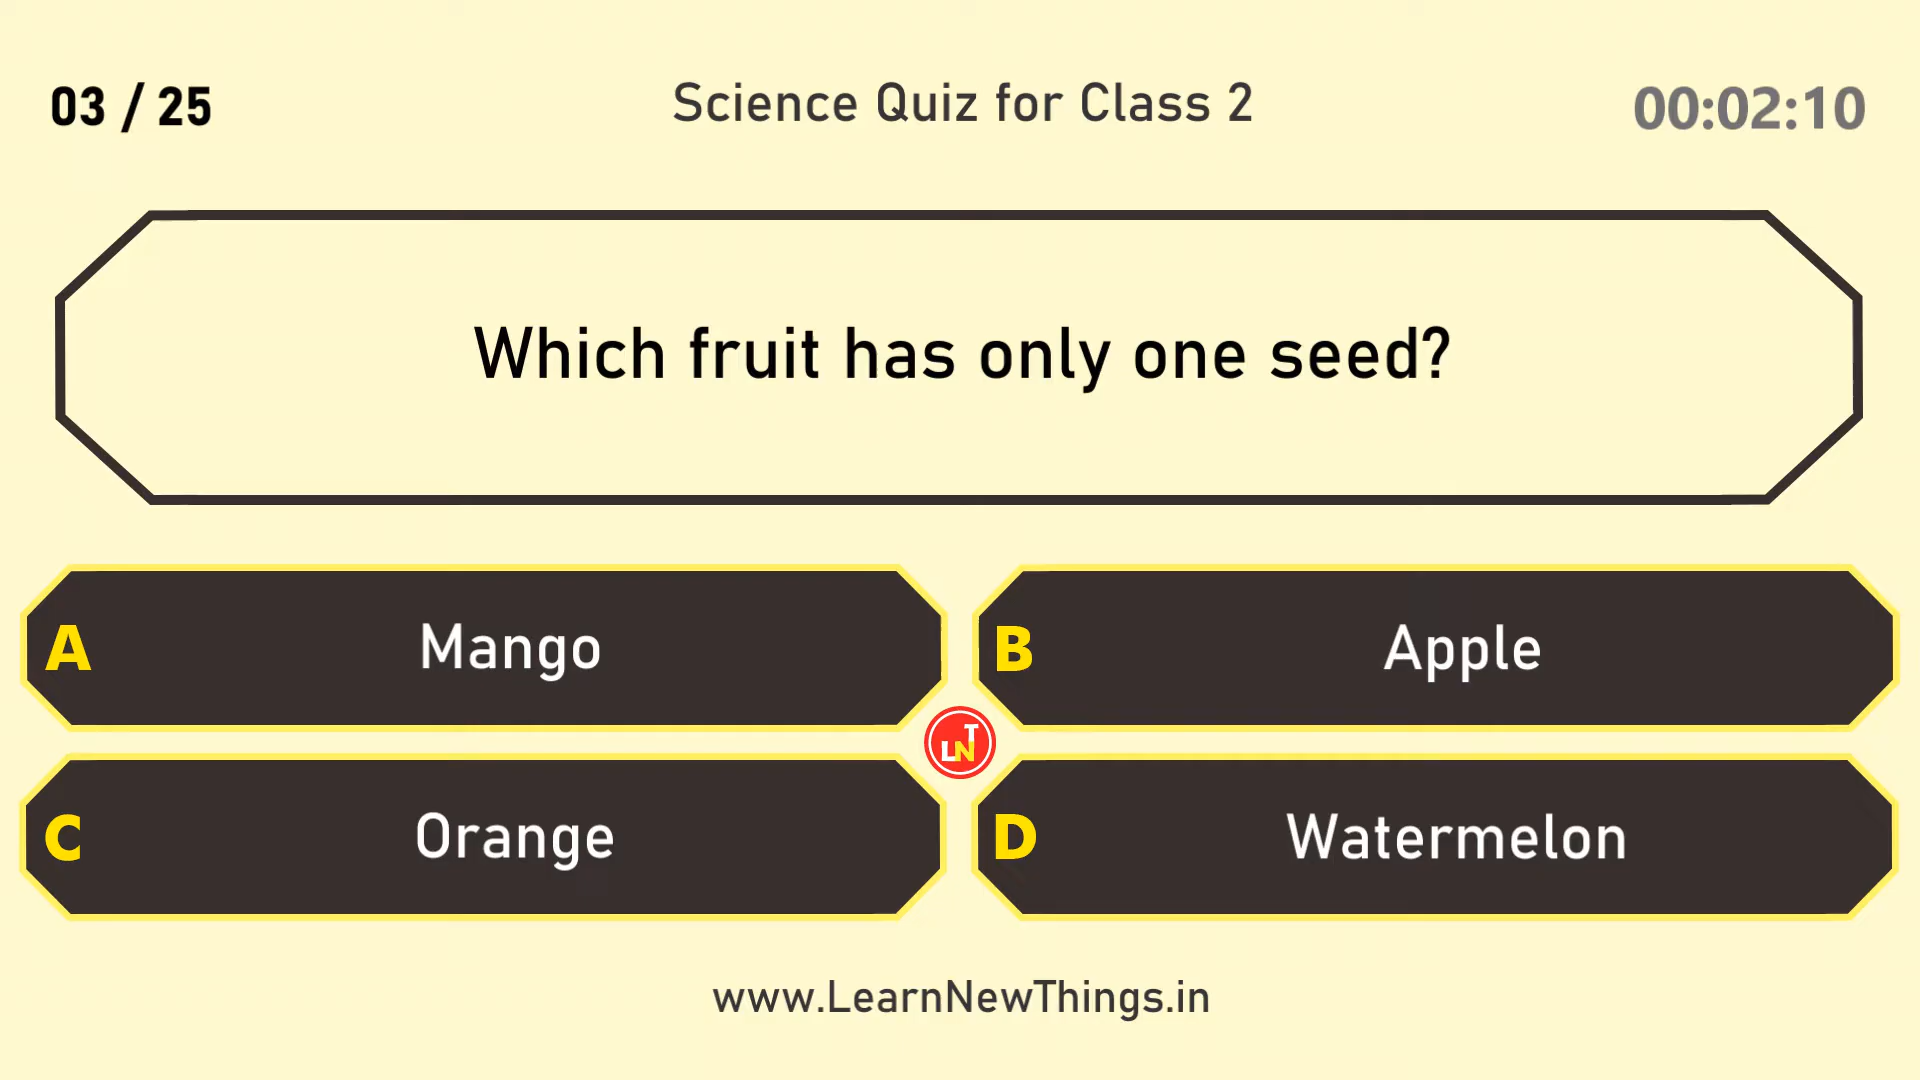 03 / 25
Science Quiz for Class 2
00:02:10
Which fruit has only one seed?
A Mango
B Apple
LNT
C Orange
D Watermelon
www.LearnNewThings.in